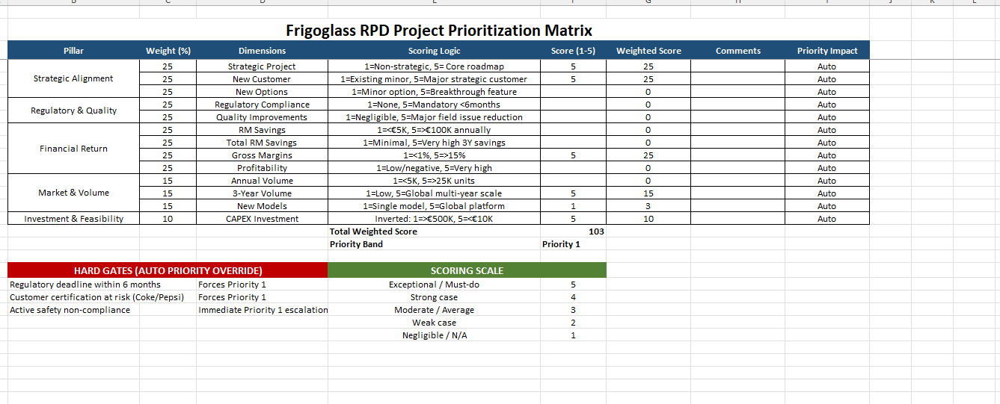 Frigoglass RPD Project Prioritization Matrix
Pillar Weight (%) Dimensions Scoring Logic Score (1-5) Weighted Score Comments Priority Impact
Strategic Alignment 25 Strategic Project 1=Non-strategic, 5= Core roadmap 5 25 Auto
25 New Customer 1=Existing minor, 5=Major strategic customer 5 25 Auto
25 New Options 1=Minor option, 5=Breakthrough feature 0 Auto
Regulatory & Quality 25 Regulatory Compliance 1=None, 5=Mandatory <6months 0 Auto
25 Quality Improvements 1=Negligible, 5=Major field issue reduction 0 Auto
Financial Return 25 RM Savings 1=<€5K, 5=>€100K annually 0 Auto
25 Total RM Savings 1=Minimal, 5=Very high 3Y savings 0 Auto
25 Gross Margins 1=<1%, 5=>15% 5 25 Auto
25 Profitability 1=Low/negative, 5=Very high 0 Auto
Market & Volume 15 Annual Volume 1=<5K, 5=>25K units 0 Auto
15 3-Year Volume 1=Low, 5=Global multi-year scale 5 15 Auto
15 New Models 1=Single model, 5=Global platform 1 3 Auto
Investment & Feasibility 10 CAPEX Investment Inverted: 1=>€500K, 5=<€10K 5 10 Auto
Total Weighted Score 103
Priority Band Priority 1
HARD GATES (AUTO PRIORITY OVERRIDE) SCORING SCALE
Regulatory deadline within 6 months Forces Priority 1 Exceptional / Must-do 5
Customer certification at risk (Coke/Pepsi) Forces Priority 1 Strong case 4
Active safety non-compliance Immediate Priority 1 escalation Moderate / Average 3
Weak case 2
Negligible / N/A 1